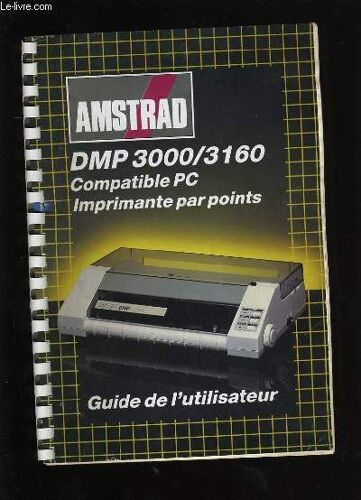 Le-livre.com
AMSTRAD
DMP 3000/3160
Compatible PC
Imprimante par points
Guide de l'utilisateur